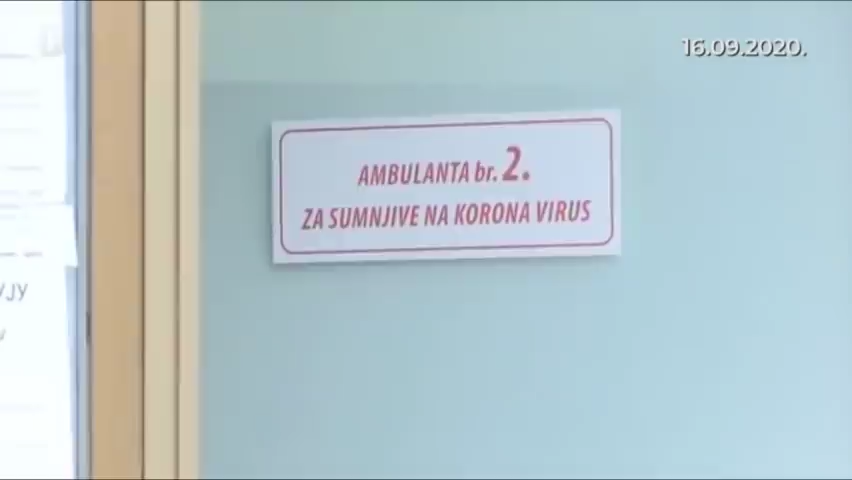 16.09.2020.
AMBULANTA br. 2.
ZA SUMNJIVE NA KORONA VIRUS